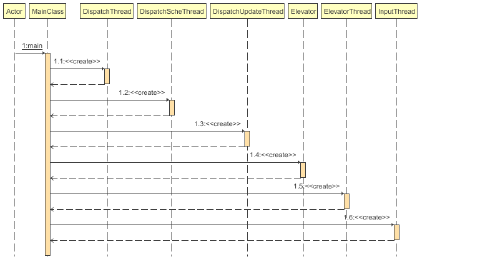 Actor MainClass DispatchThread DispatchScheThread DispatchUpdateThread Elevator ElevatorThread InputThread
1:main
1.1:<<create>>
1.2:<<create>>
1.3:<<create>>
1.4:<<create>>
1.5:<<create>>
1.6:<<create>>